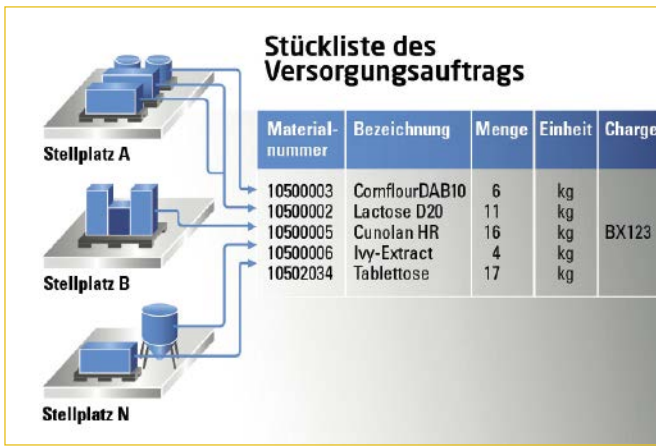 Stückliste des
Versorgungsauftrags
Material-
nummer Bezeichnung Menge Einheit Charge
10500003 ComflourDAB10 6 kg
10500002 Lactose D20 11 kg
10500005 Cunolan HR 16 kg BX123
10500006 Ivy-Extract 4 kg
10502034 Tablettose 17 kg
Stellplatz A
Stellplatz B
Stellplatz N